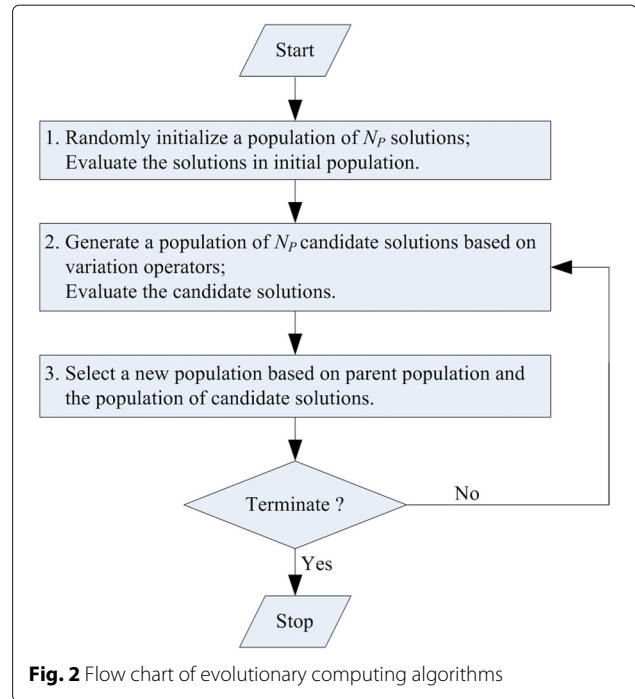 Start
1. Randomly initialize a population of NP solutions;
Evaluate the solutions in initial population.
2. Generate a population of NP candidate solutions based on
variation operators;
Evaluate the candidate solutions.
3. Select a new population based on parent population and
the population of candidate solutions.
Terminate ?
No
Yes
Stop
Fig. 2 Flow chart of evolutionary computing algorithms